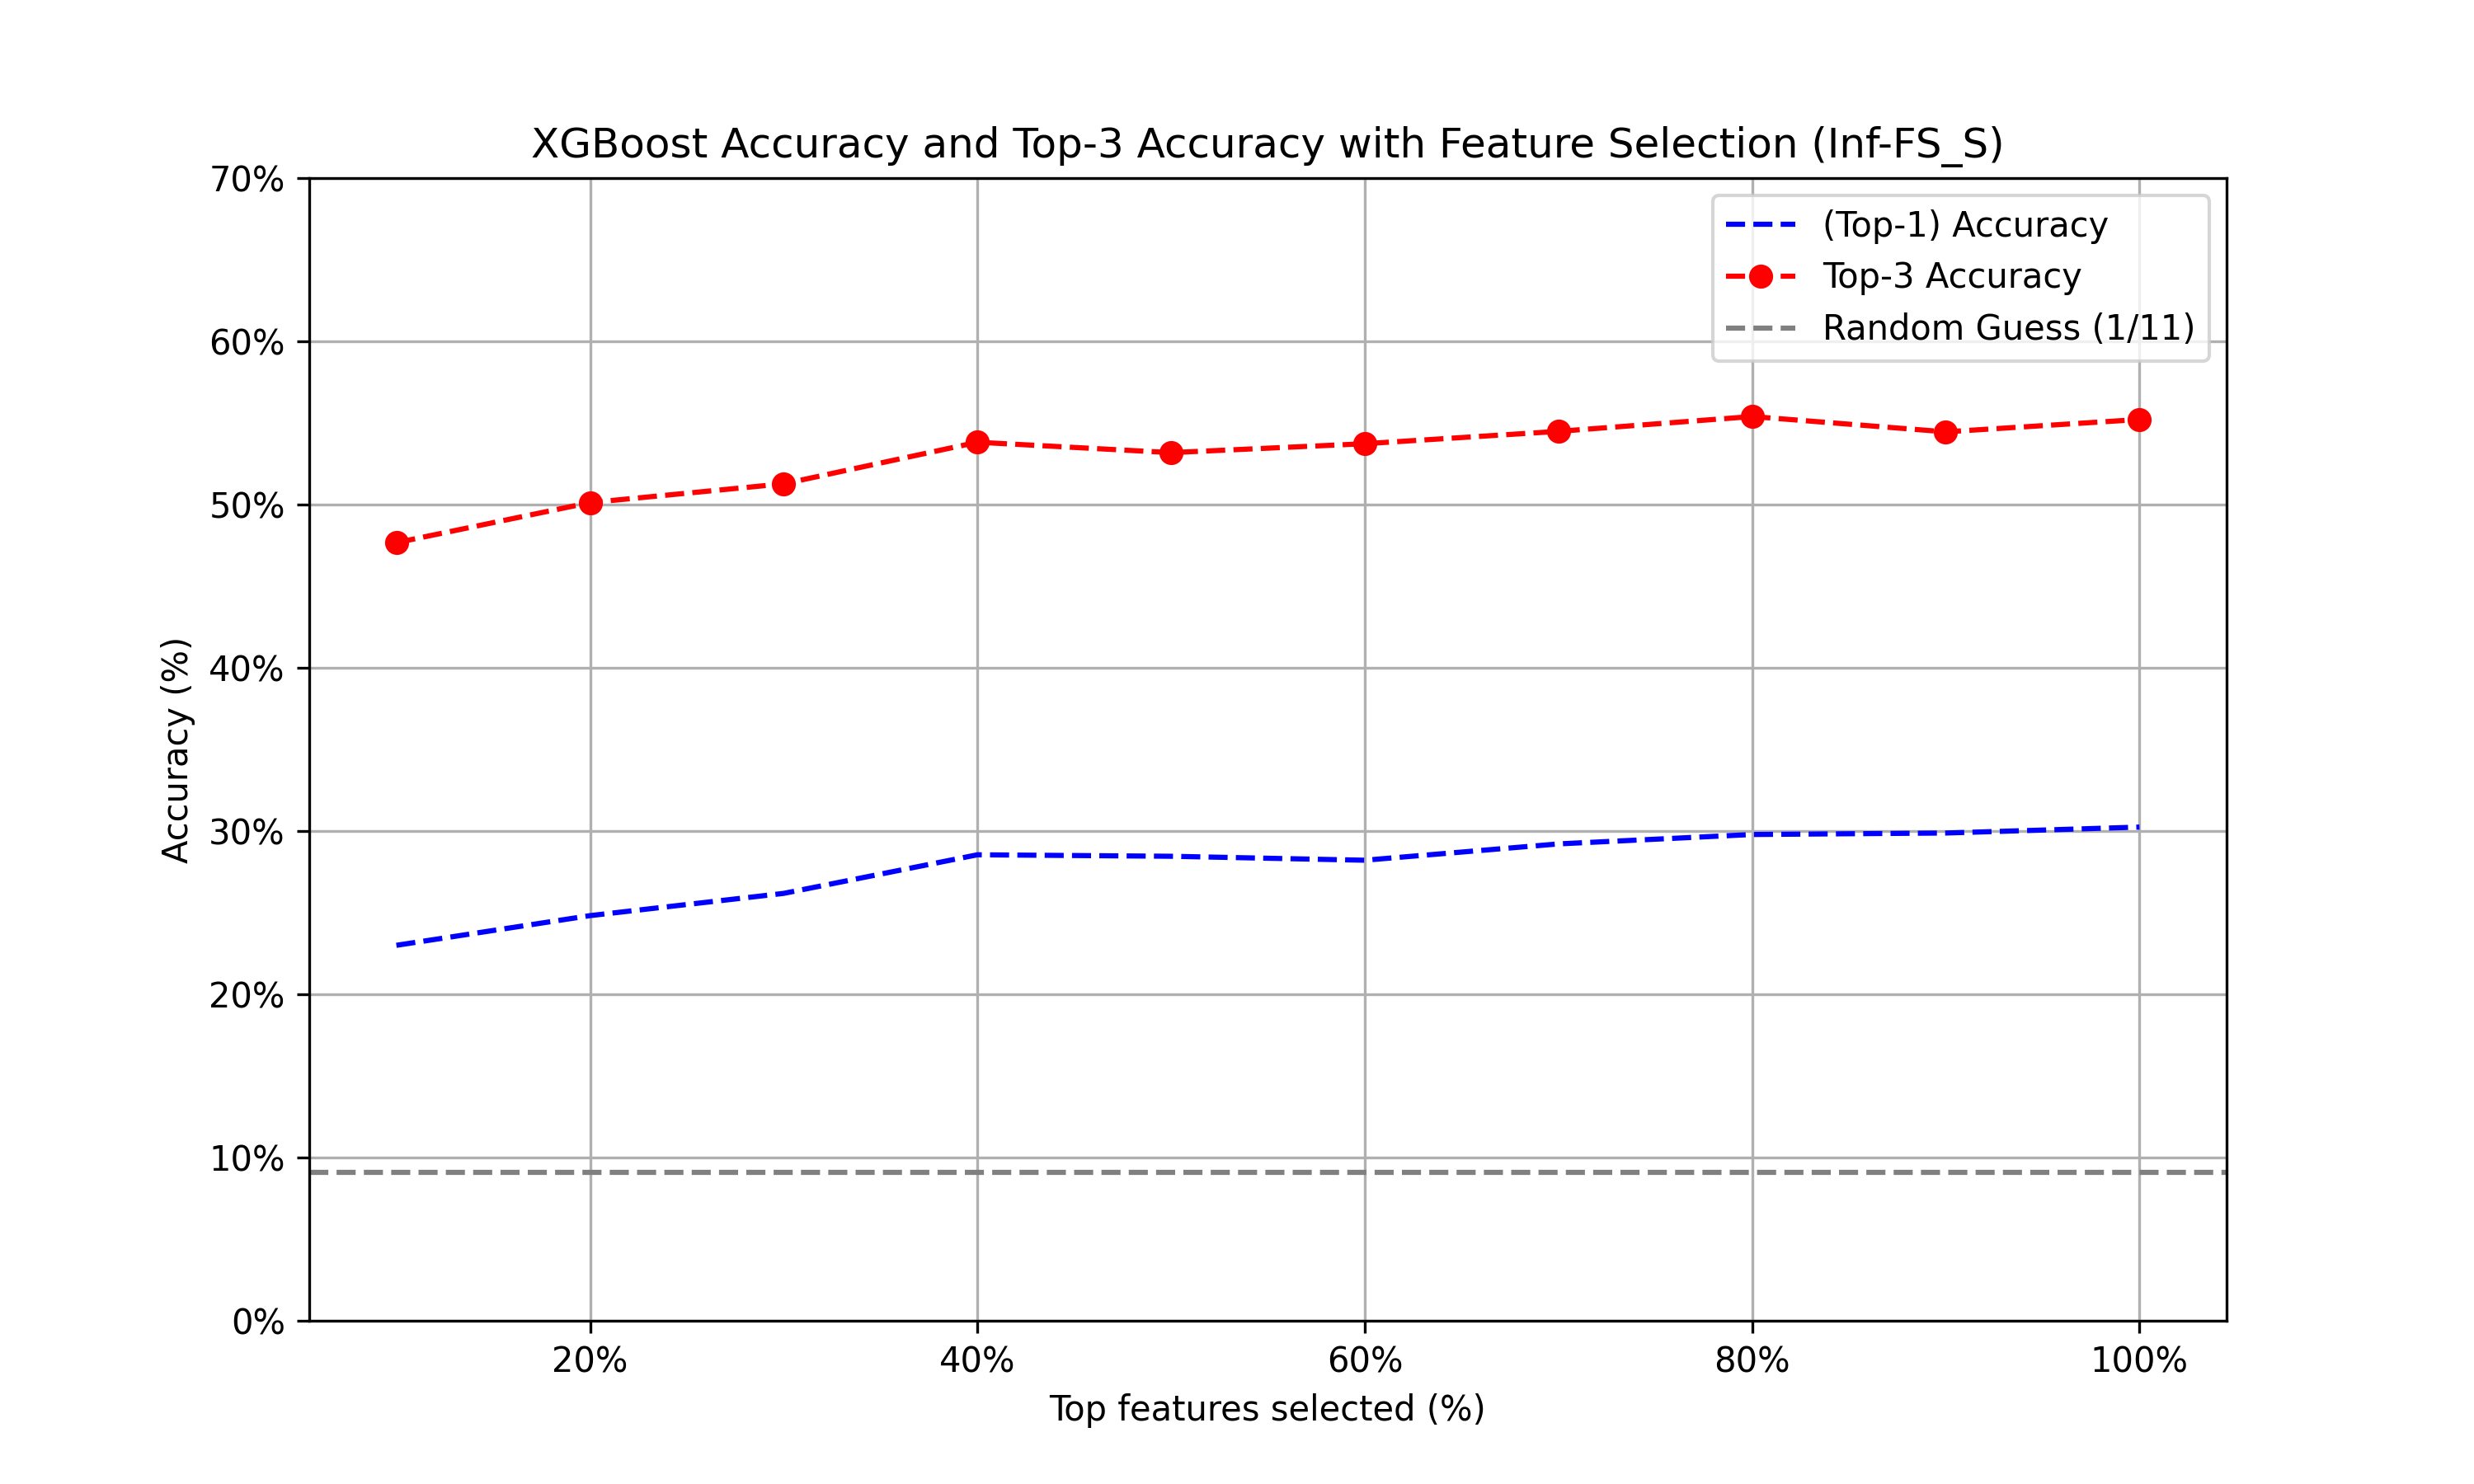 XGBoost Accuracy and Top-3 Accuracy with Feature Selection (Inf-FS_S)
70%
60%
50%
40%
30%
20%
10%
0%
Accuracy (%)
(Top-1) Accuracy
Top-3 Accuracy
Random Guess (1/11)
20%
40%
60%
80%
100%
Top features selected (%)